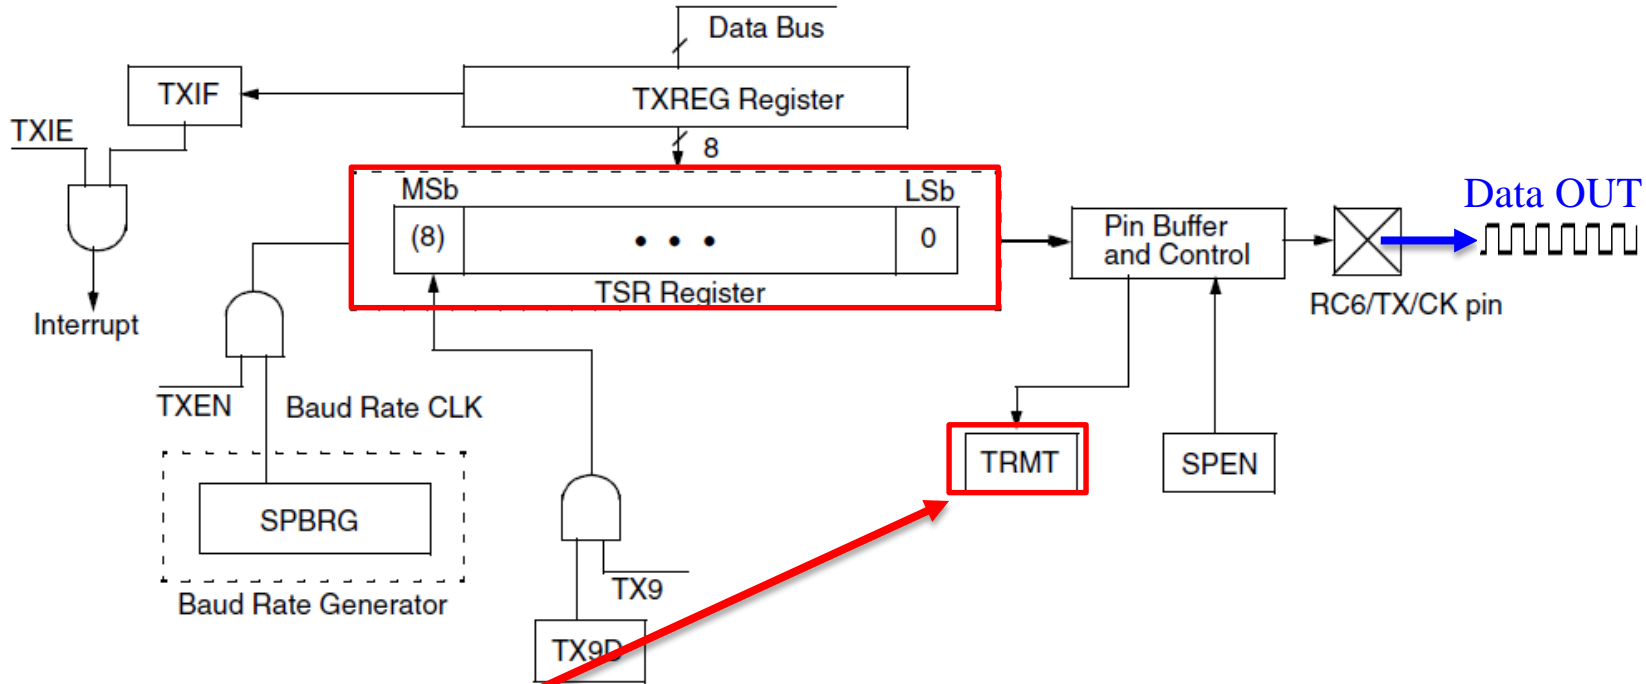 Data Bus
TXIF
TXREG Register
TXIE
8
MSb
LSb
Data OUT
(8)
• • •
0
Pin Buffer
and Control
TSR Register
RC6/TX/CK pin
Interrupt
TXEN
Baud Rate CLK
TRMT
SPEN
SPBRG
TX9
Baud Rate Generator
TX9D